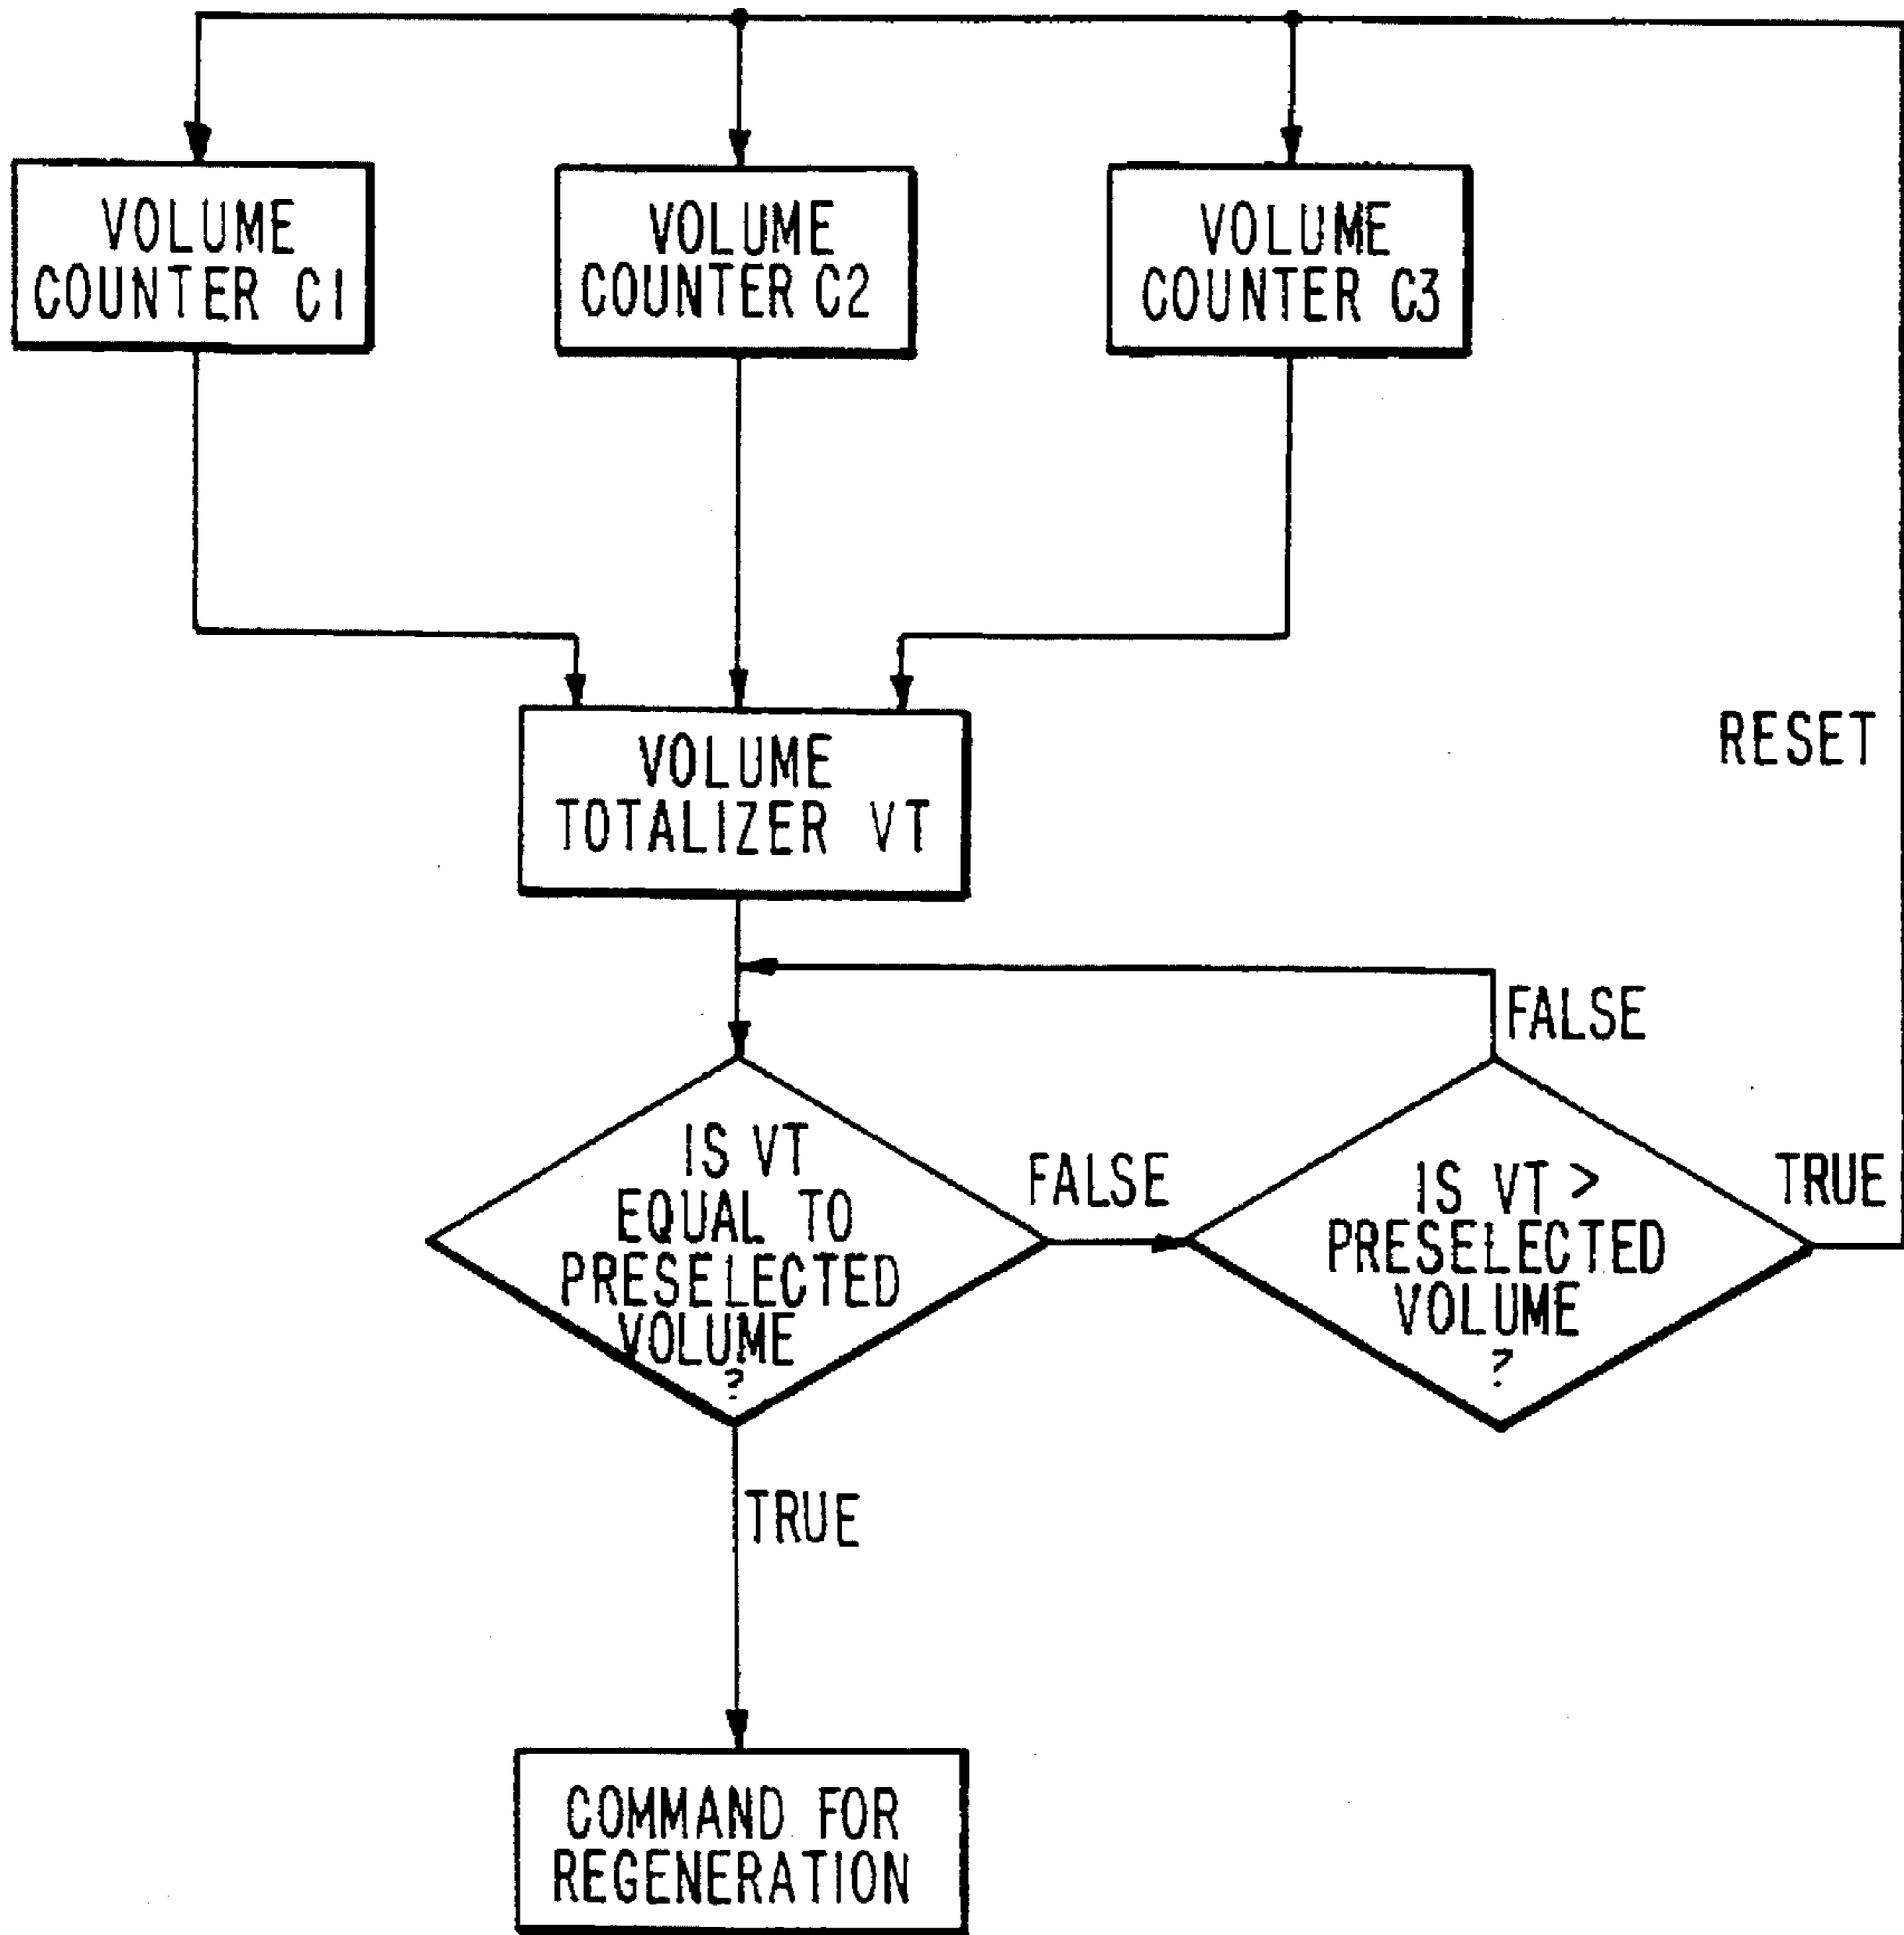 VOLUME
COUNTER C1
VOLUME
COUNTER C2
VOLUME
COUNTER C3
VOLUME
TOTALIZER VT
RESET
FALSE
IS VT
EQUAL TO
PRESELECTED
VOLUME
?
FALSE
IS VT >
PRESELECTED
VOLUME
?
TRUE
TRUE
COMMAND FOR
REGENERATION